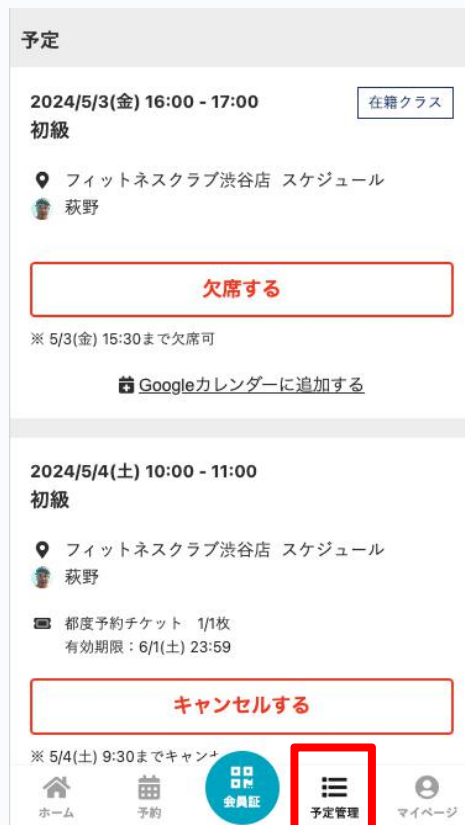 予定
2024/5/3(金) 16:00 - 17:00
在籍クラス
初級
フィットネスクラブ渋谷店 スケジュール
萩野
欠席する
※ 5/3(金) 15:30まで欠席可
Googleカレンダーに追加する
2024/5/4(土) 10:00 - 11:00
初級
フィットネスクラブ渋谷店 スケジュール
萩野
都度予約チケット 1/1枚
有効期限：6/1(土) 23:59
キャンセルする
※ 5/4(土) 9:30までキャン
ホーム
予約
会員証
予定管理
マイページ